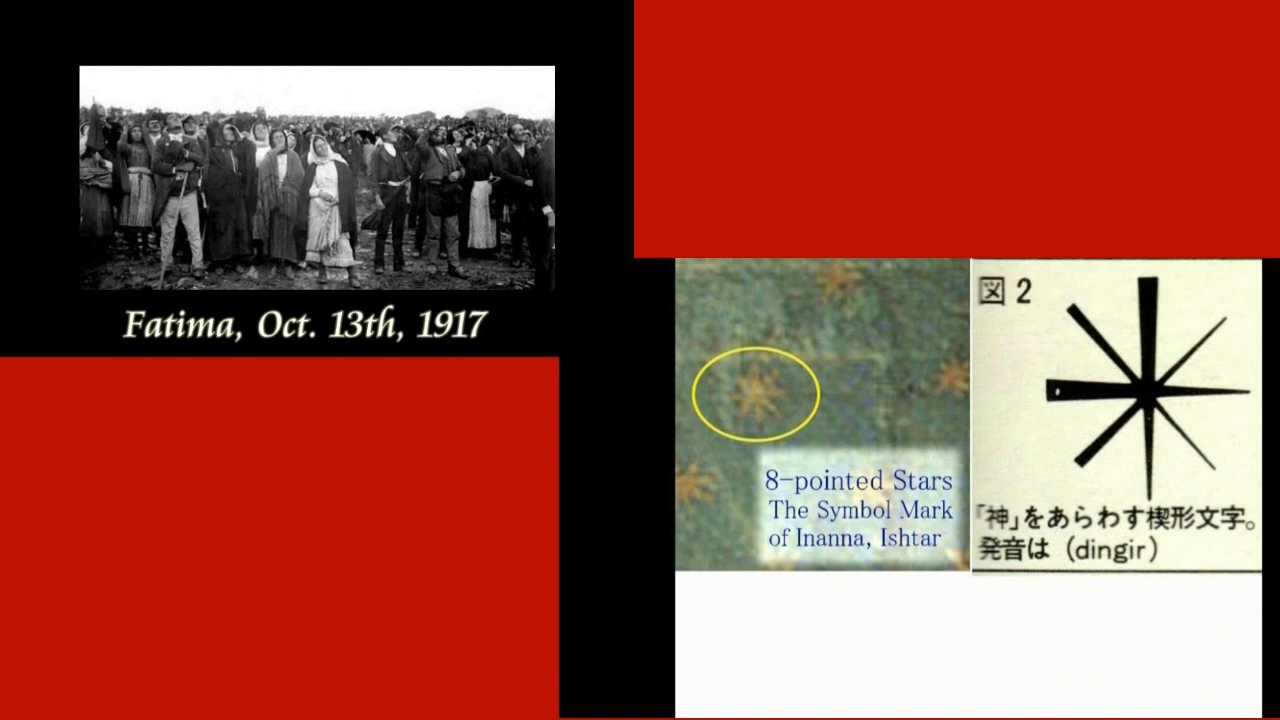 Fatima, Oct. 13th, 1917
8-pointed Stars
The Symbol Mark
of Inanna, Ishtar
図2
「神」をあらわす楔形文字。
発音は（dingir）